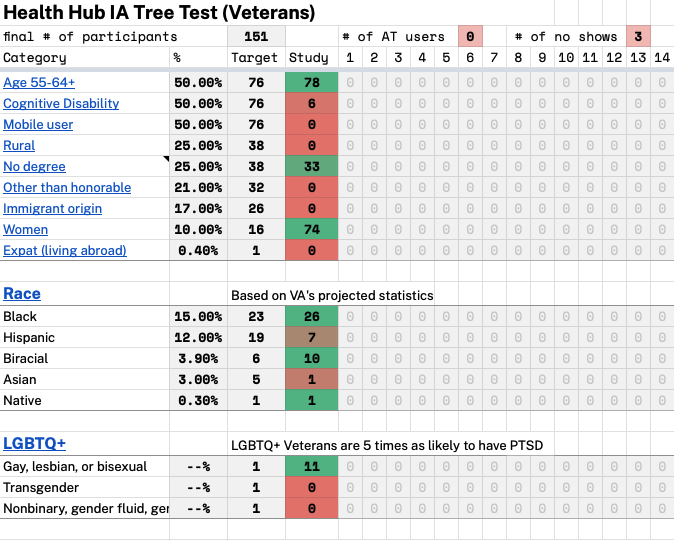 Health Hub IA Tree Test (Veterans)
final # of participants 151 # of AT users 0 # of no shows 3
Category % Target Study 1 2 3 4 5 6 7 8 9 10 11 12 13 14
Age 55-64+ 50.00% 76 78 0 0 0 0 0 0 0 0 0 0 0 0 0 0
Cognitive Disability 50.00% 76 6 0 0 0 0 0 0 0 0 0 0 0 0 0 0
Mobile user 50.00% 76 0 0 0 0 0 0 0 0 0 0 0 0 0 0 0
Rural 25.00% 38 0 0 0 0 0 0 0 0 0 0 0 0 0 0 0
No degree 25.00% 38 33 0 0 0 0 0 0 0 0 0 0 0 0 0 0
Other than honorable 21.00% 32 0 0 0 0 0 0 0 0 0 0 0 0 0 0 0
Immigrant origin 17.00% 26 0 0 0 0 0 0 0 0 0 0 0 0 0 0 0
Women 10.00% 16 74 0 0 0 0 0 0 0 0 0 0 0 0 0 0
Expat (living abroad) 0.40% 1 0 0 0 0 0 0 0 0 0 0 0 0 0 0 0
Race Based on VA's projected statistics
Black 15.00% 23 26 0 0 0 0 0 0 0 0 0 0 0 0 0 0
Hispanic 12.00% 19 7 0 0 0 0 0 0 0 0 0 0 0 0 0 0
Biracial 3.90% 6 10 0 0 0 0 0 0 0 0 0 0 0 0 0 0
Asian 3.00% 5 1 0 0 0 0 0 0 0 0 0 0 0 0 0 0
Native 0.30% 1 1 0 0 0 0 0 0 0 0 0 0 0 0 0 0
LGBTQ+ LGBTQ+ Veterans are 5 times as likely to have PTSD
Gay, lesbian, or bisexual --% 1 11 0 0 0 0 0 0 0 0 0 0 0 0 0 0
Transgender --% 1 0 0 0 0 0 0 0 0 0 0 0 0 0 0 0
Nonbinary, gender fluid, ger --% 1 0 0 0 0 0 0 0 0 0 0 0 0 0 0 0